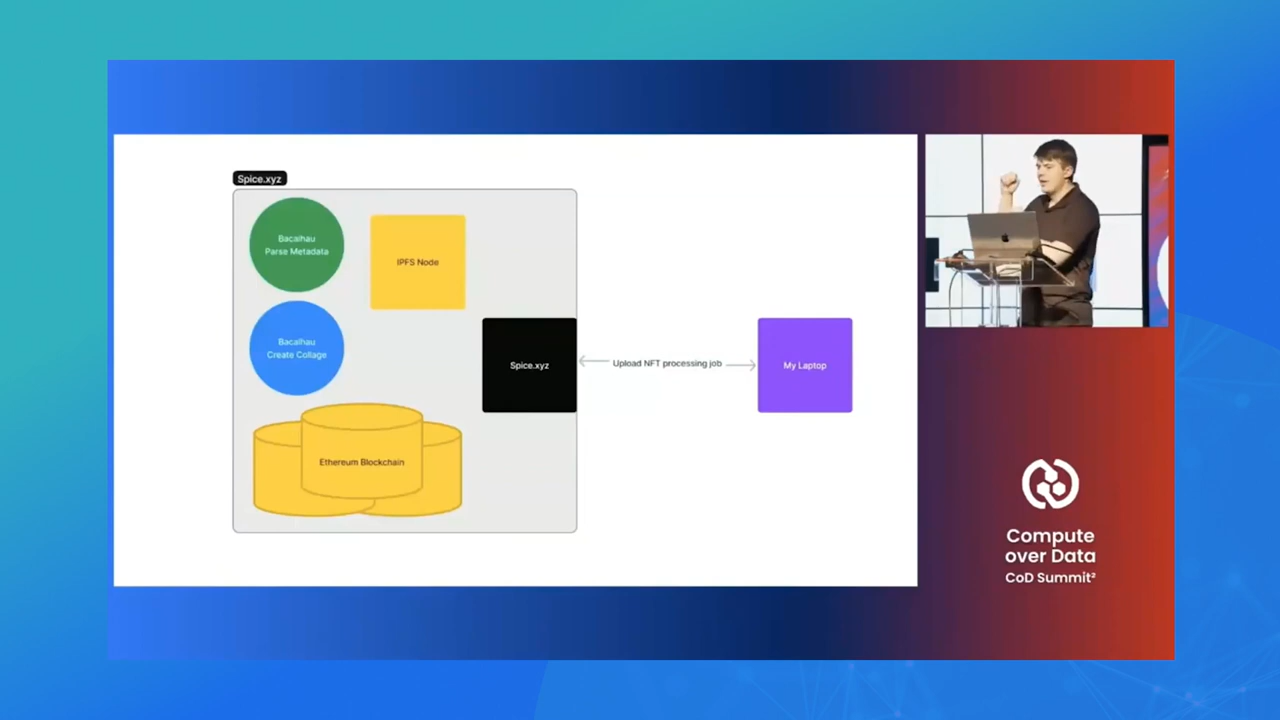 Spice.xyz
Bacalhau
Parse Metadata
IPFS Node
Bacalhau
Create Collage
Spice.xyz
Upload NFT processing job
My Laptop
Ethereum Blockchain
Compute
over Data
CoD Summit²